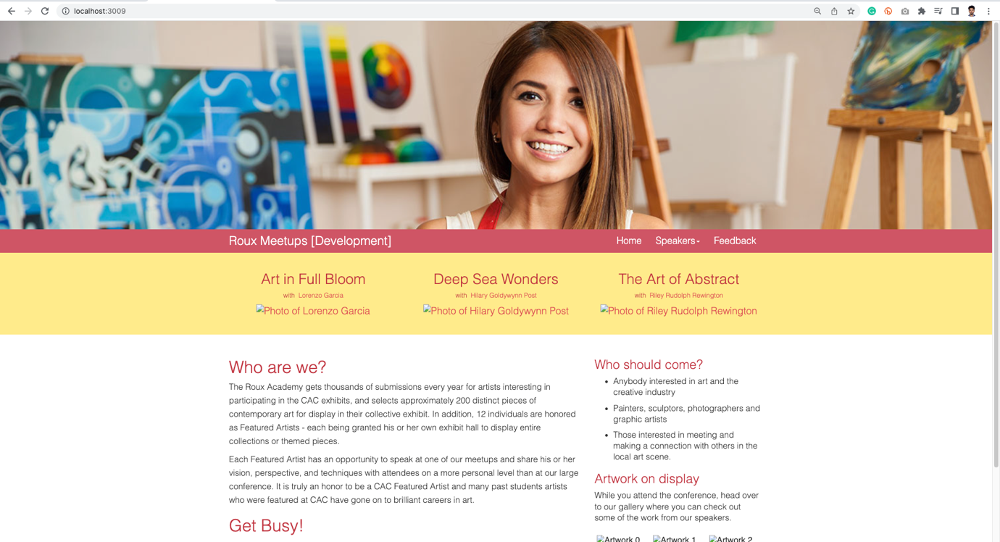 localhost:3009
Roux Meetups [Development] Home Speakers Feedback
Art in Full Bloom
with Lorenzo Garcia
Photo of Lorenzo Garcia
Deep Sea Wonders
with Hilary Goldywynn Post
Photo of Hilary Goldywynn Post
The Art of Abstract
with Riley Rudolph Rewington
Photo of Riley Rudolph Rewington
Who are we?
The Roux Academy gets thousands of submissions every year for artists interesting in
participating in the CAC exhibits, and selects approximately 200 distinct pieces of
contemporary art for display in their collective exhibit. In addition, 12 individuals are honored
as Featured Artists - each being granted his or her own exhibit hall to display entire
collections or themed pieces.
Each Featured Artist has an opportunity to speak at one of our meetups and share his or her
vision, perspective, and techniques with attendees on a more personal level than at our large
conference. It is truly an honor to be a CAC Featured Artist and many past students artists
who were featured at CAC have gone on to brilliant careers in art.
Get Busy!
Who should come?
• Anybody interested in art and the
creative industry
• Painters, sculptors, photographers and
graphic artists
• Those interested in meeting and
making a connection with others in the
local art scene.
Artwork on display
While you attend the conference, head over
to our gallery where you can check out
some of the work from our speakers.
Artwork 0 Artwork 1 Artwork 2